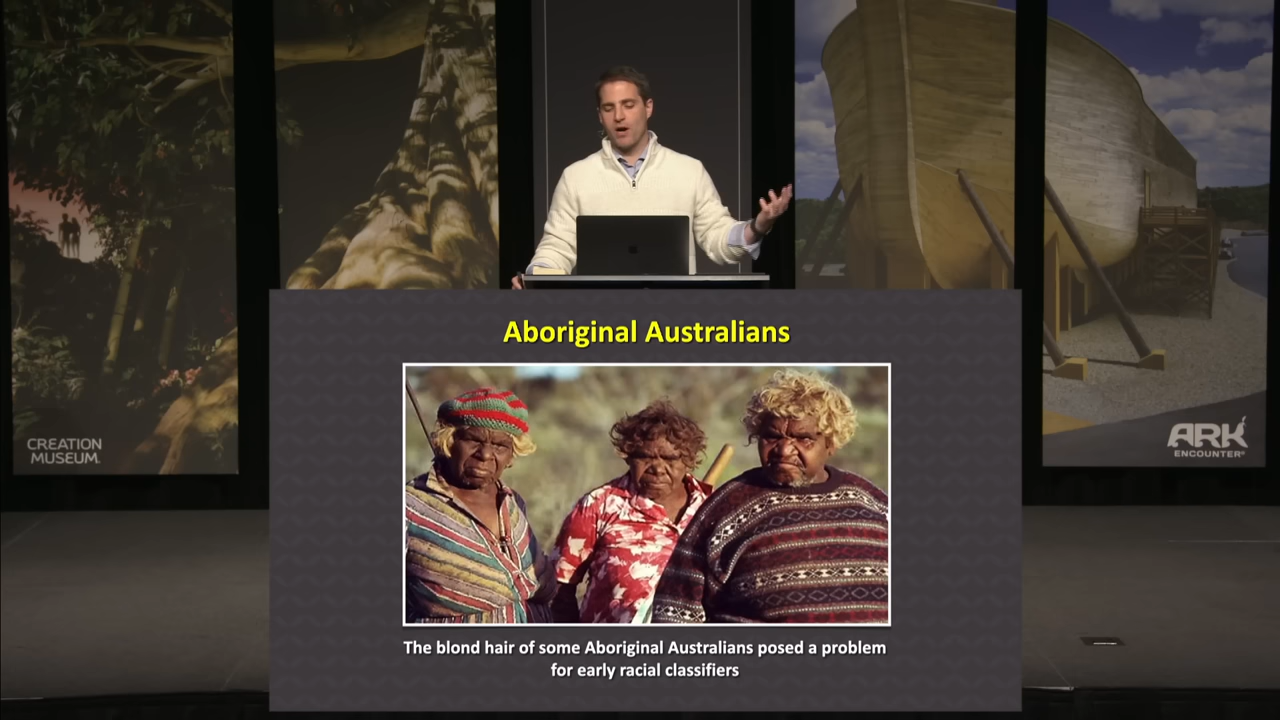 CREATION
MUSEUM
ARK
ENCOUNTER®
Aboriginal Australians
The blond hair of some Aboriginal Australians posed a problem
for early racial classifiers